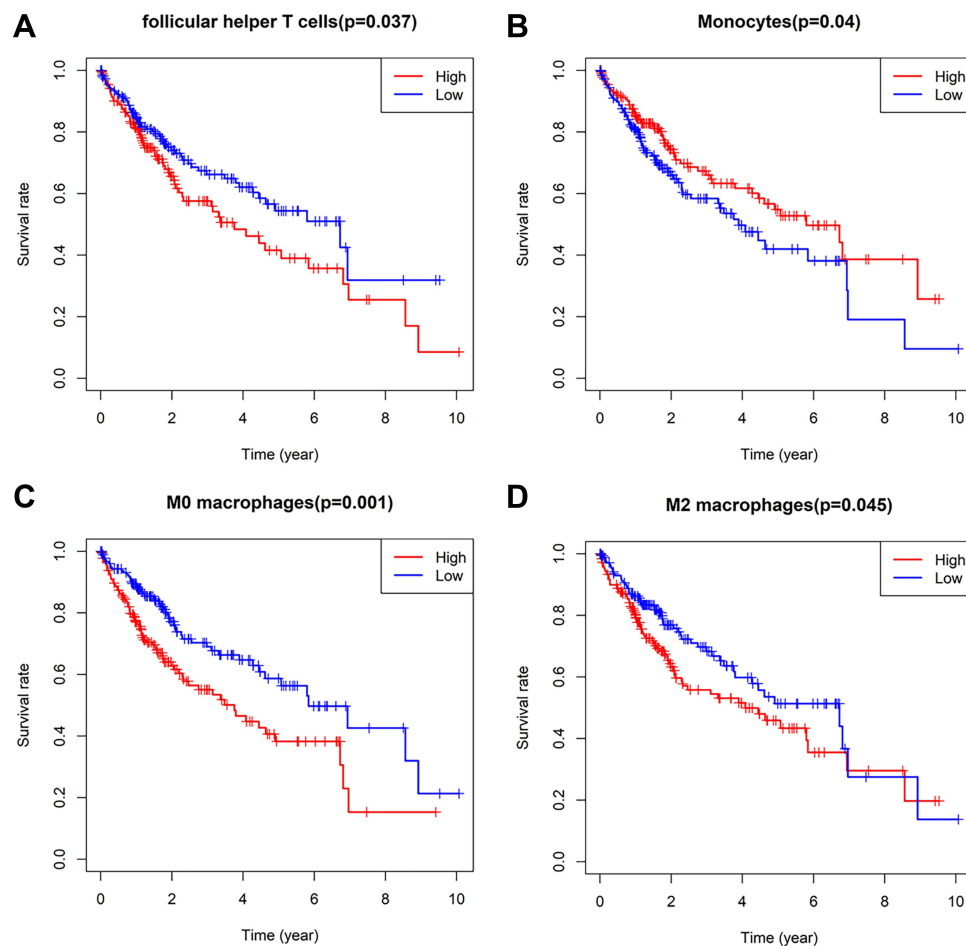 A
follicular helper T cells(p=0.037)
High
Low
Survival rate
1.0
0.8
0.6
0.4
0.2
0.0
0 2 4 6 8 10
Time (year)
B
Monocytes(p=0.04)
High
Low
Survival rate
1.0
0.8
0.6
0.4
0.2
0.0
0 2 4 6 8 10
Time (year)
C
M0 macrophages(p=0.001)
High
Low
Survival rate
1.0
0.8
0.6
0.4
0.2
0.0
0 2 4 6 8 10
Time (year)
D
M2 macrophages(p=0.045)
High
Low
Survival rate
1.0
0.8
0.6
0.4
0.2
0.0
0 2 4 6 8 10
Time (year)